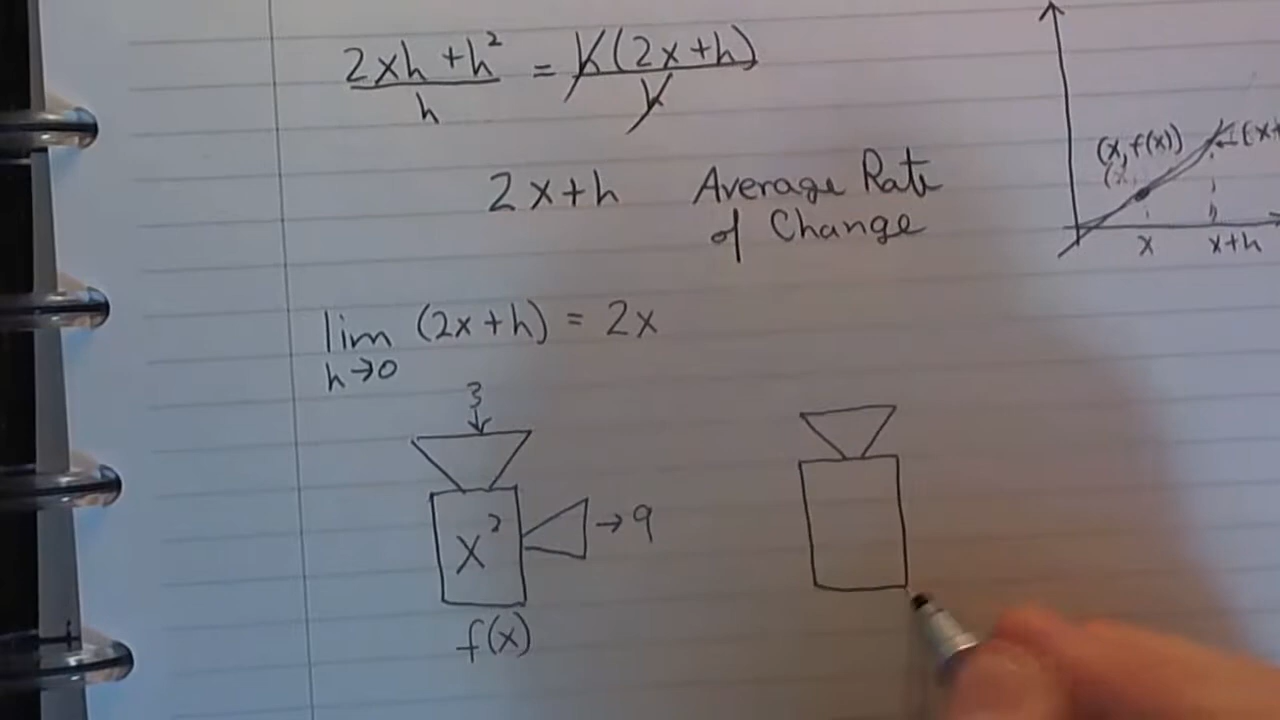 2xh + h² / h = h(2x + h) / h
2x + h Average Rate
of Change
(x, f(x))
x x+h
lim (2x + h) = 2x
h→0
3
x² → 9
f(x)